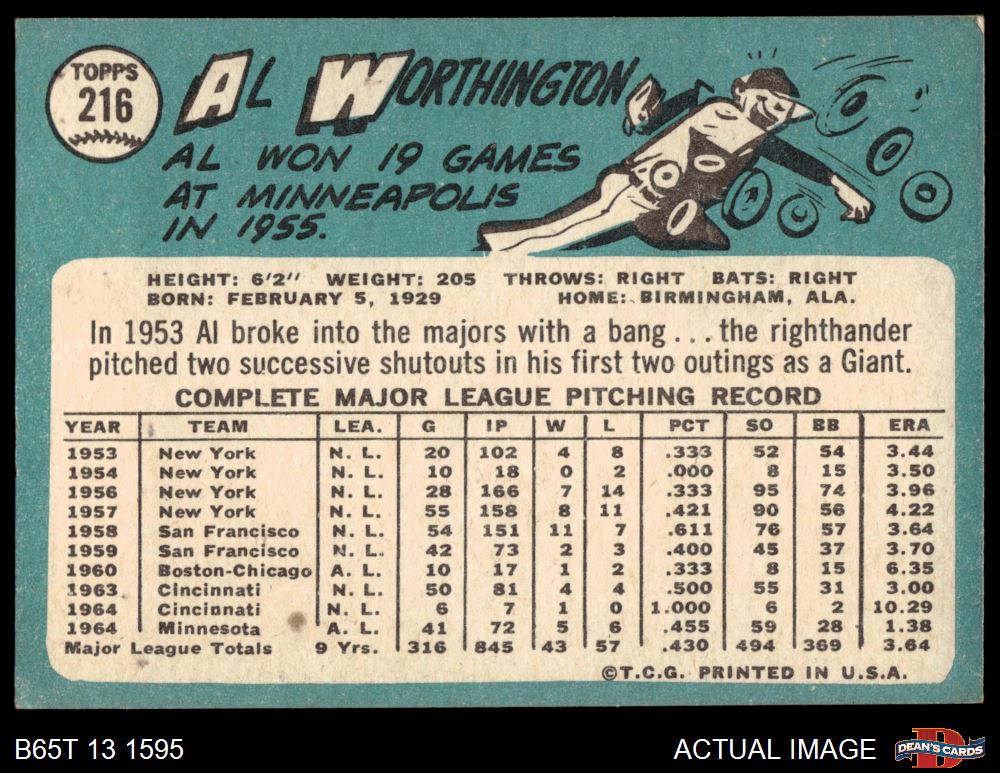 TOPPS
216
AL WORTHINGTON
AL WON 19 GAMES
AT MINNEAPOLIS
IN 1955.
HEIGHT: 6'2" WEIGHT: 205 THROWS: RIGHT BATS: RIGHT
BORN: FEBRUARY 5, 1929 HOME: BIRMINGHAM, ALA.
In 1953 Al broke into the majors with a bang . . . the righthander
pitched two successive shutouts in his first two outings as a Giant.
COMPLETE MAJOR LEAGUE PITCHING RECORD
YEAR TEAM LEA. G IP W L PCT SO BB ERA
1953 New York N. L. 20 102 4 8 .333 52 54 3.44
1954 New York N. L. 10 18 0 2 .000 8 15 3.50
1956 New York N. L. 28 166 7 14 .333 95 74 3.96
1957 New York N. L. 55 158 8 11 .421 90 56 4.22
1958 San Francisco N. L. 54 151 11 7 .611 76 57 3.64
1959 San Francisco N. L. 42 73 2 3 .400 45 37 3.70
1960 Boston-Chicago A. L. 10 17 1 2 .333 8 15 6.35
1963 Cincinnati N. L. 50 81 4 4 .500 55 31 3.00
1964 Cincinnati N. L. 6 7 1 0 1.000 6 2 10.29
1964 Minnesota A. L. 41 72 5 6 .455 59 28 1.38
Major League Totals 9 Yrs. 316 845 43 57 .430 494 369 3.64
©T.C.G. PRINTED IN U.S.A.
B65T 13 1595 ACTUAL IMAGE
D
DEAN'S CARDS